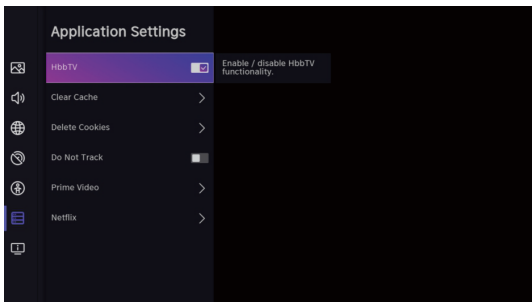 Application Settings
HbbTV
Enable / disable HbbTV
functionality.
Clear Cache
Delete Cookies
Do Not Track
Prime Video
Netflix